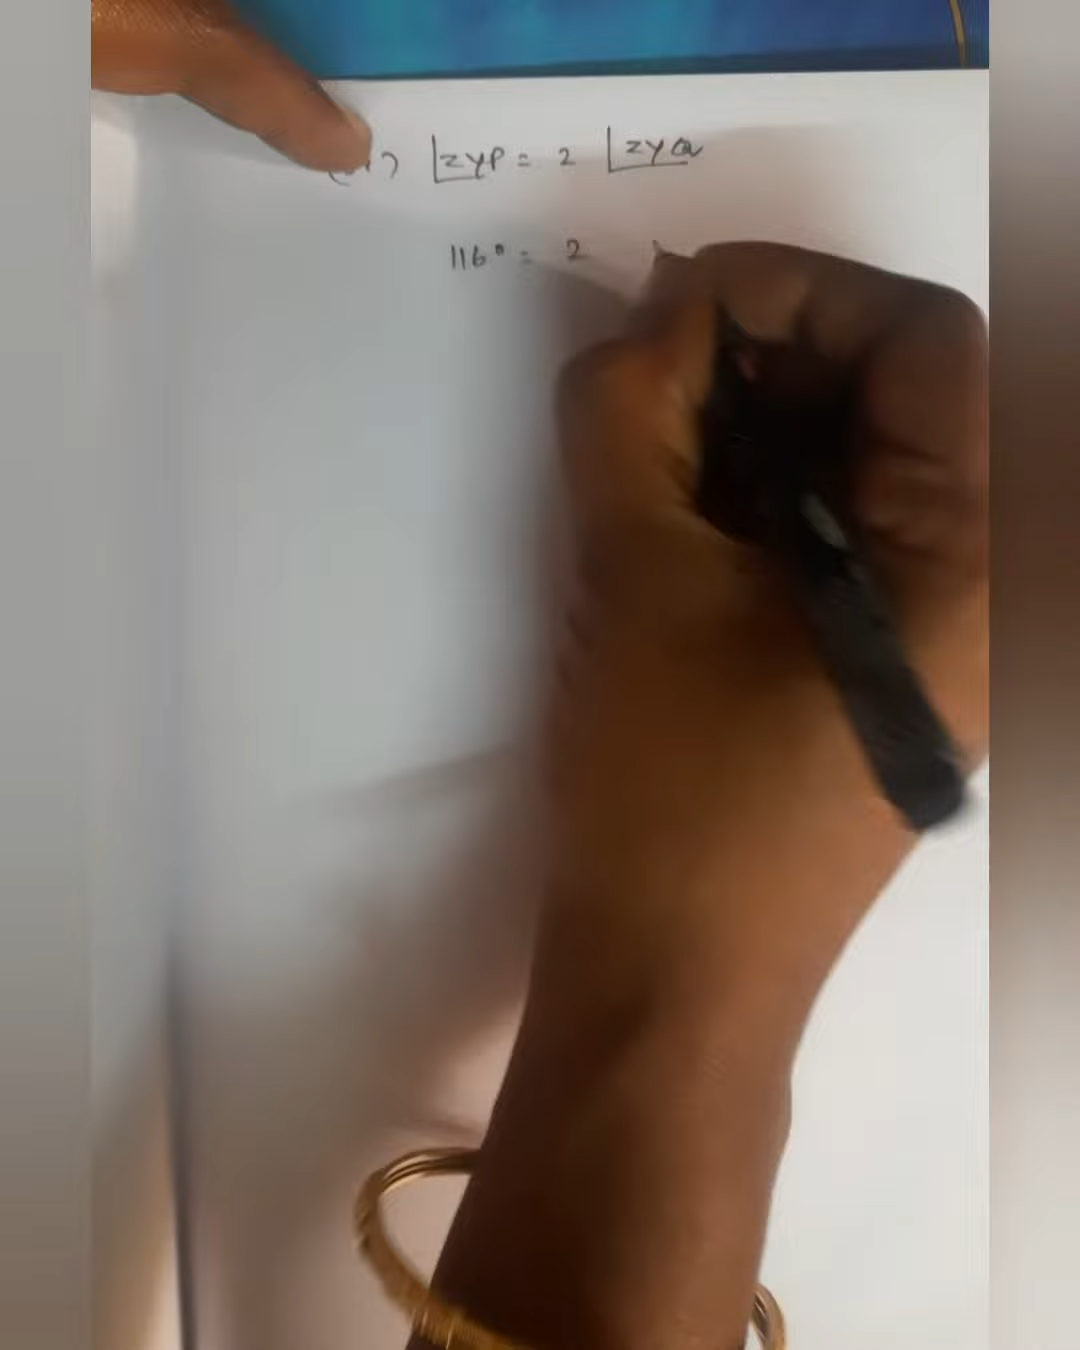 ∠ZYP = 2 ∠ZYQ
116° = 2